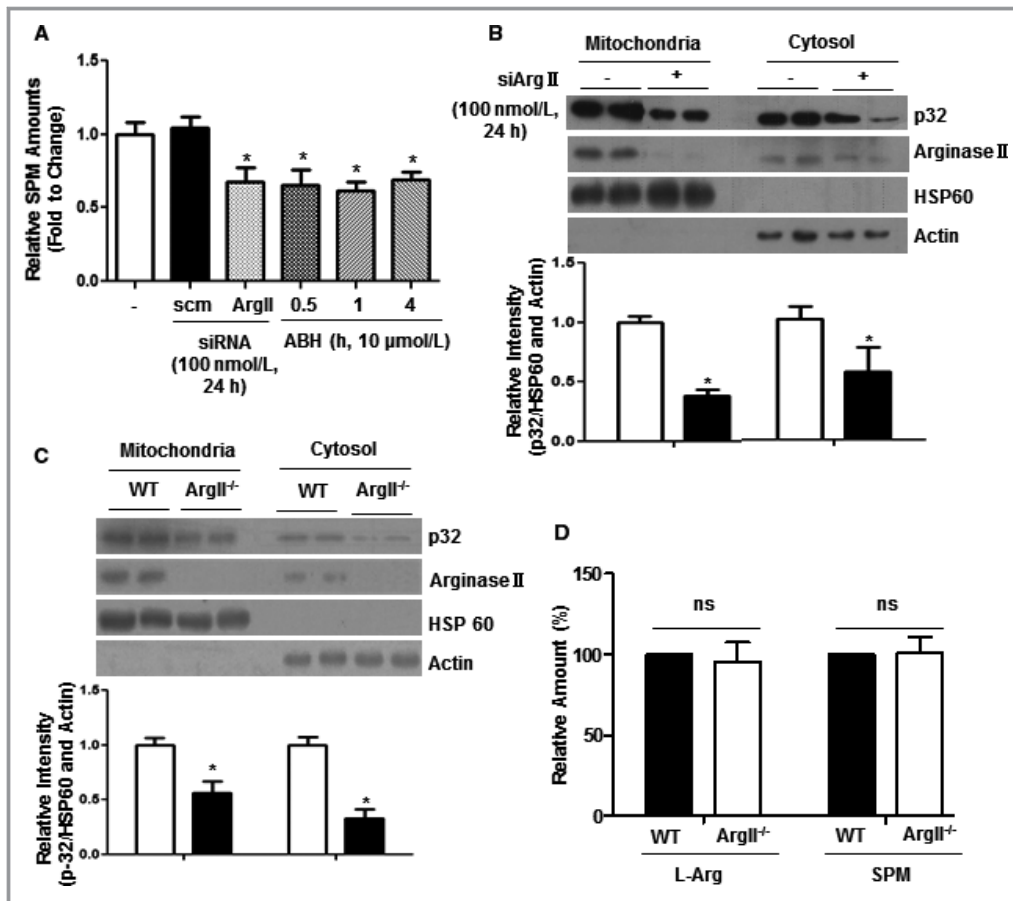 A
Relative SPM Amounts
(Fold to Change)
1.5
1.0
0.5
0.0
*
*
*
*
-
scm
ArgII
0.5
1
4
siRNA
(100 nmol/L,
24 h)
ABH (h, 10 µmol/L)
B
Mitochondria
Cytosol
siArg II
-
+
-
+
(100 nmol/L,
24 h)
p32
Arginase II
HSP60
Actin
Relative Intensity
(p32/HSP60 and Actin)
1.5
1.0
0.5
0.0
*
*
C
Mitochondria
Cytosol
WT
ArgII-/-
WT
ArgII-/-
p32
Arginase II
HSP 60
Actin
Relative Intensity
(p-32/HSP60 and Actin)
1.5
1.0
0.5
0.0
*
*
D
Relative Amount (%)
150
100
50
0
ns
ns
WT
ArgII-/-
WT
ArgII-/-
L-Arg
SPM